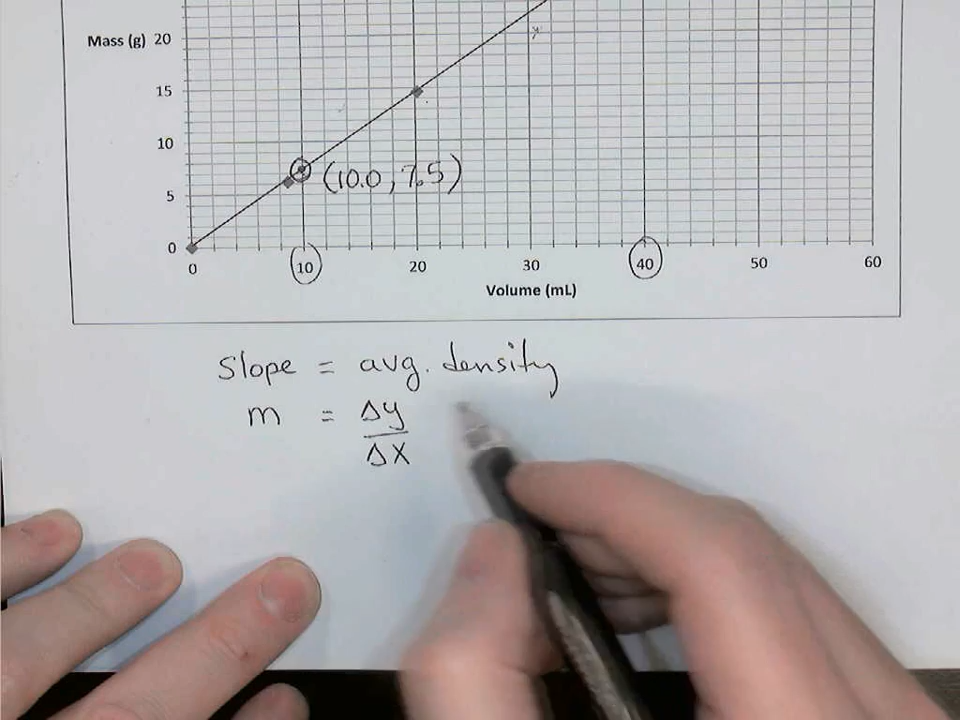 Mass (g) 20
15
10
(10.0, 7.5)
5
0
0 10 20 30 40 50 60
Volume (mL)
Slope = avg. density
m = Δy
ΔX